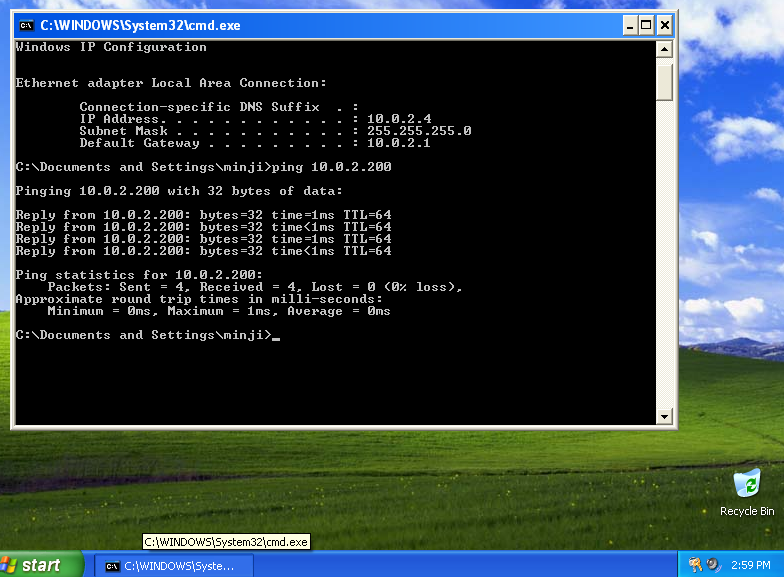 C:\WINDOWS\System32\cmd.exe
Windows IP Configuration
Ethernet adapter Local Area Connection:
Connection-specific DNS Suffix  . :
IP Address. . . . . . . . . . . . : 10.0.2.4
Subnet Mask . . . . . . . . . . . : 255.255.255.0
Default Gateway . . . . . . . . . : 10.0.2.1
C:\Documents and Settings\minji>ping 10.0.2.200
Pinging 10.0.2.200 with 32 bytes of data:
Reply from 10.0.2.200: bytes=32 time=1ms TTL=64
Reply from 10.0.2.200: bytes=32 time<1ms TTL=64
Reply from 10.0.2.200: bytes=32 time<1ms TTL=64
Reply from 10.0.2.200: bytes=32 time<1ms TTL=64
Ping statistics for 10.0.2.200:
Packets: Sent = 4, Received = 4, Lost = 0 (0% loss),
Approximate round trip times in milli-seconds:
Minimum = 0ms, Maximum = 1ms, Average = 0ms
C:\Documents and Settings\minji>_
Recycle Bin
C:\WINDOWS\System32\cmd.exe
start
C:\WINDOWS\Syste...
2:59 PM